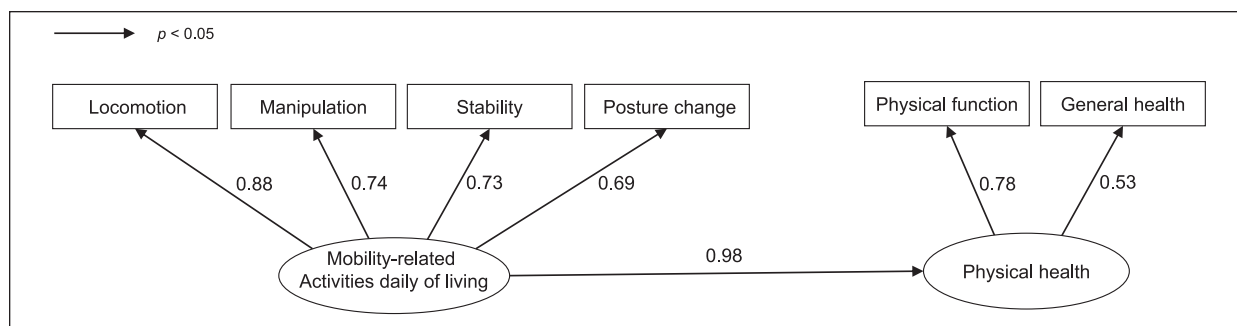 p < 0.05
Locomotion
Manipulation
Stability
Posture change
Physical function
General health
0.88
0.74
0.73
0.69
0.78
0.53
Mobility-related
Activities daily of living
0.98
Physical health